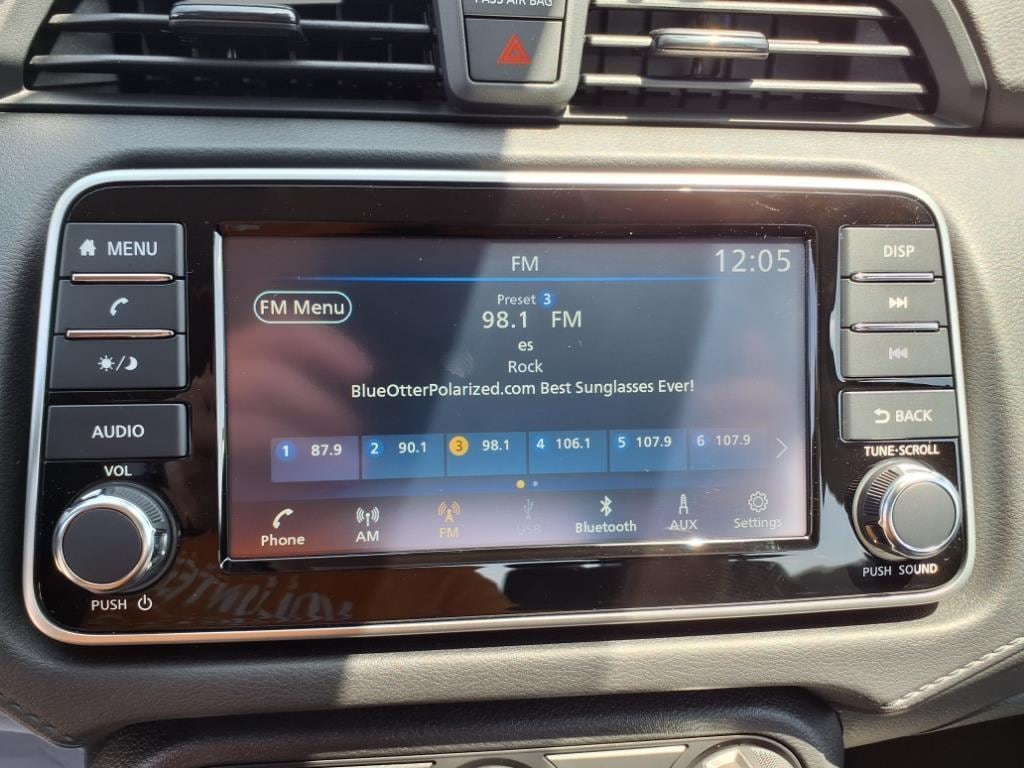 PASS AIR BAG
MENU
FM
12:05
DISP
FM Menu
Preset 3
98.1 FM
es
Rock
BlueOtterPolarized.com Best Sunglasses Ever!
AUDIO
BACK
VOL
TUNE·SCROLL
1 87.9
2 90.1
3 98.1
4 106.1
5 107.9
6 107.9
Phone
AM
FM
USB
Bluetooth
AUX
Settings
PUSH
PUSH SOUND